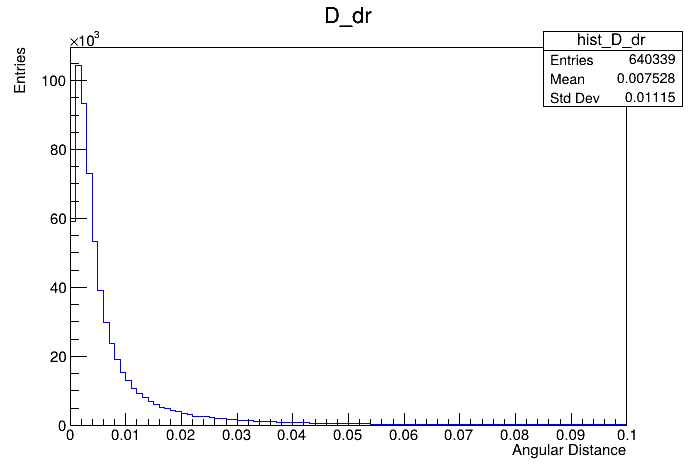 D_dr
×10³
hist_D_dr
Entries 640339
Mean 0.007528
Std Dev 0.01115
Entries
100
80
60
40
20
0
0 0.01 0.02 0.03 0.04 0.05 0.06 0.07 0.08 0.09 0.1
Angular Distance